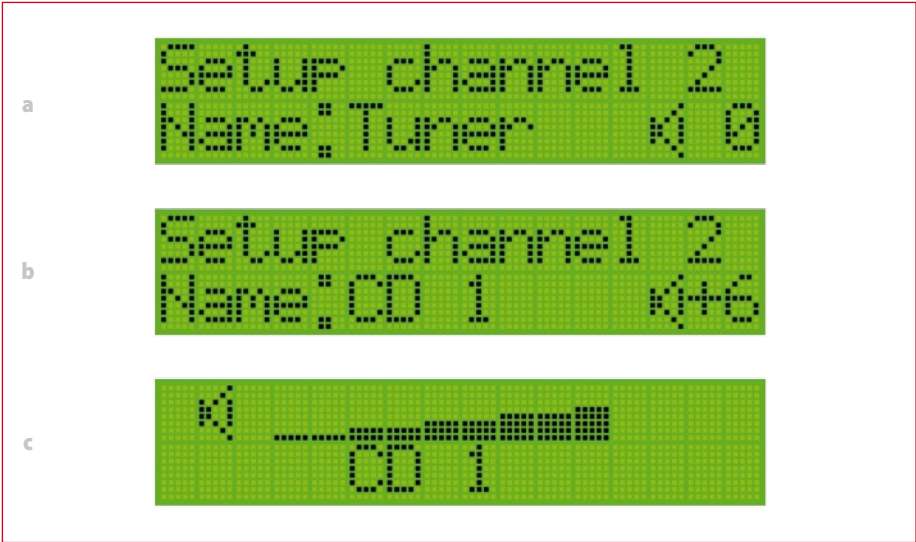 a
Setup channel 2
Name:Tuner 0
b
Setup channel 2
Name:CD 1 +6
c
CD 1